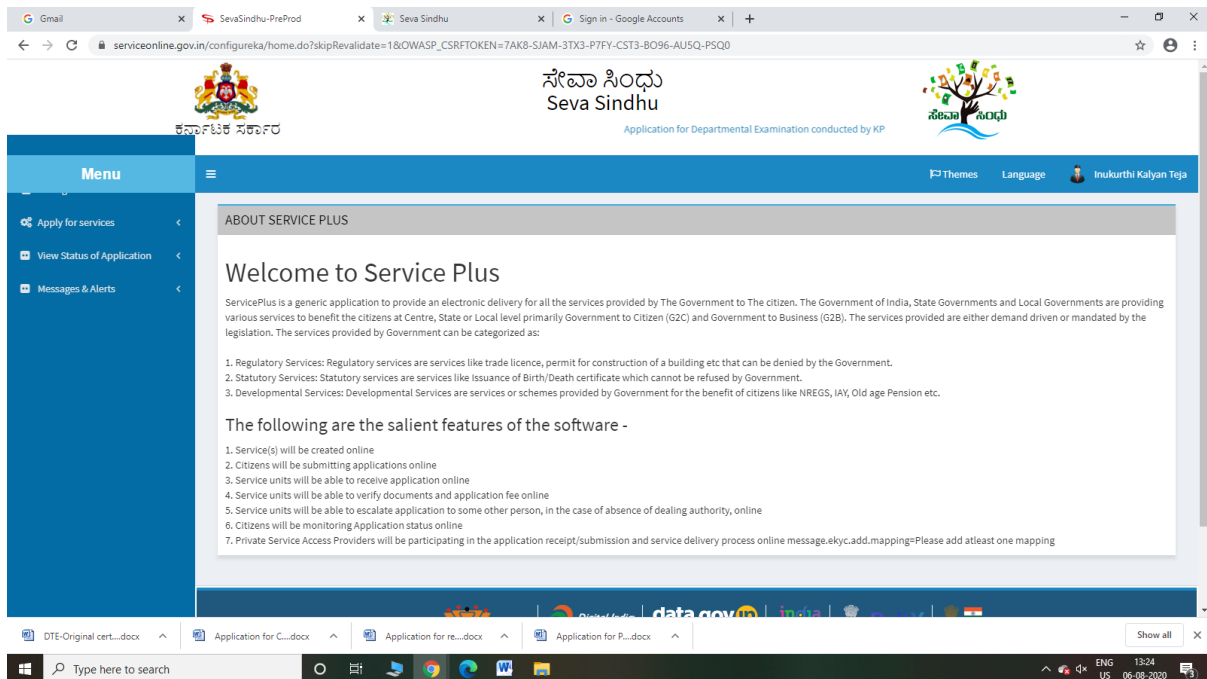 Gmail
SevaSindhu-PreProd
Seva Sindhu
Sign in - Google Accounts
serviceonline.gov.in/configureka/home.do?skipRevalidate=1&OWASP_CSRFTOKEN=7AK8-SJAM-3TX3-P7FY-CST3-BO96-AU5Q-PSQ0
ಕರ್ನಾಟಕ ಸರ್ಕಾರ
ಸೇವಾ ಸಿಂಧು
Seva Sindhu
Application for Departmental Examination conducted by KP
ಸೇವಾ ಸಿಂಧು
Menu
Themes Language Inukurthi Kalyan Teja
Apply for services
View Status of Application
Messages & Alerts
ABOUT SERVICE PLUS
Welcome to Service Plus
ServicePlus is a generic application to provide an electronic delivery for all the services provided by The Government to The citizen. The Government of India, State Governments and Local Governments are providing
various services to benefit the citizens at Centre, State or Local level primarily Government to Citizen (G2C) and Government to Business (G2B). The services provided are either demand driven or mandated by the
legislation. The services provided by Government can be categorized as:
1. Regulatory Services: Regulatory services are services like trade licence, permit for construction of a building etc that can be denied by the Government.
2. Statutory Services: Statutory services are services like Issuance of Birth/Death certificate which cannot be refused by Government.
3. Developmental Services: Developmental Services are services or schemes provided by Government for the benefit of citizens like NREGS, IAY, Old age Pension etc.
The following are the salient features of the software -
1. Service(s) will be created online
2. Citizens will be submitting applications online
3. Service units will be able to receive application online
4. Service units will be able to verify documents and application fee online
5. Service units will be able to escalate application to some other person, in the case of absence of dealing authority, online
6. Citizens will be monitoring Application status online
7. Private Service Access Providers will be participating in the application receipt/submission and service delivery process online message.ekyc.add.mapping=Please add atleast one mapping
Digital India data.gov.in india
DTE-Original cert....docx
Application for C....docx
Application for re....docx
Application for P....docx
Show all
Type here to search
ENG
US
13:24
06-08-2020
3